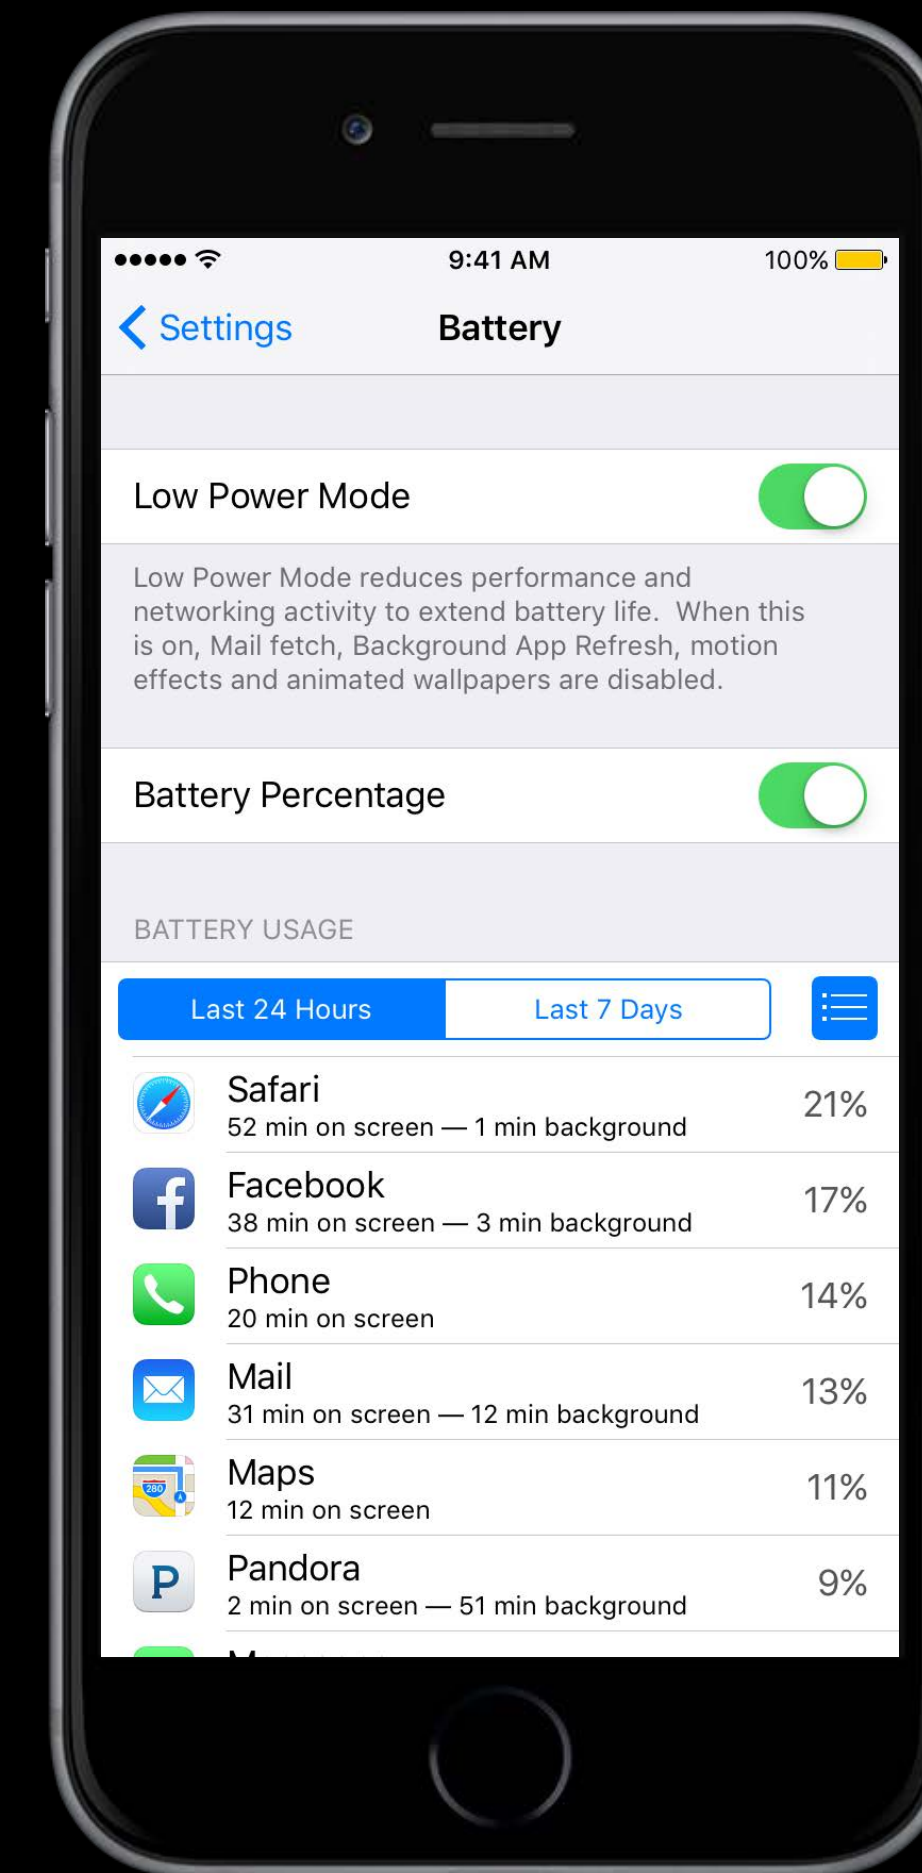 9:41 AM
100%
Settings
Battery
Low Power Mode
Low Power Mode reduces performance and
networking activity to extend battery life.  When this
is on, Mail fetch, Background App Refresh, motion
effects and animated wallpapers are disabled.
Battery Percentage
BATTERY USAGE
Last 24 Hours
Last 7 Days
Safari
21%
52 min on screen — 1 min background
Facebook
17%
38 min on screen — 3 min background
Phone
14%
20 min on screen
Mail
13%
31 min on screen — 12 min background
280
Maps
11%
12 min on screen
P
Pandora
9%
2 min on screen — 51 min background